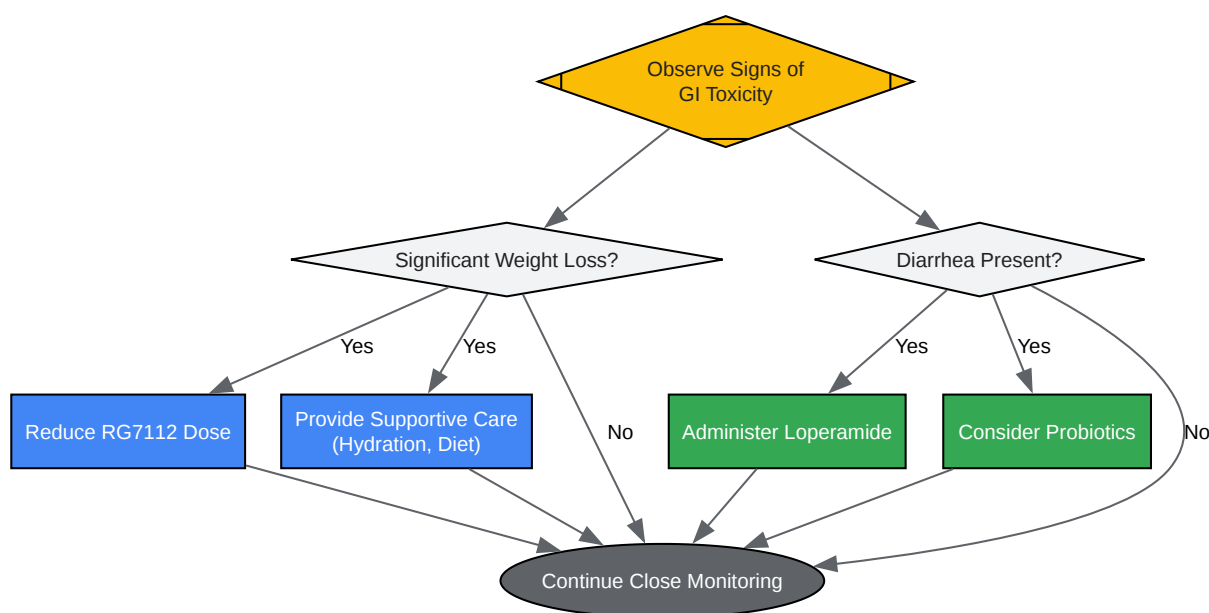 Observe Signs of
GI Toxicity
Significant Weight Loss?
Diarrhea Present?
Yes
Yes
Yes
Yes
Reduce RG7112 Dose
Provide Supportive Care
(Hydration, Diet)
No
Administer Loperamide
Consider Probiotics
No
Continue Close Monitoring